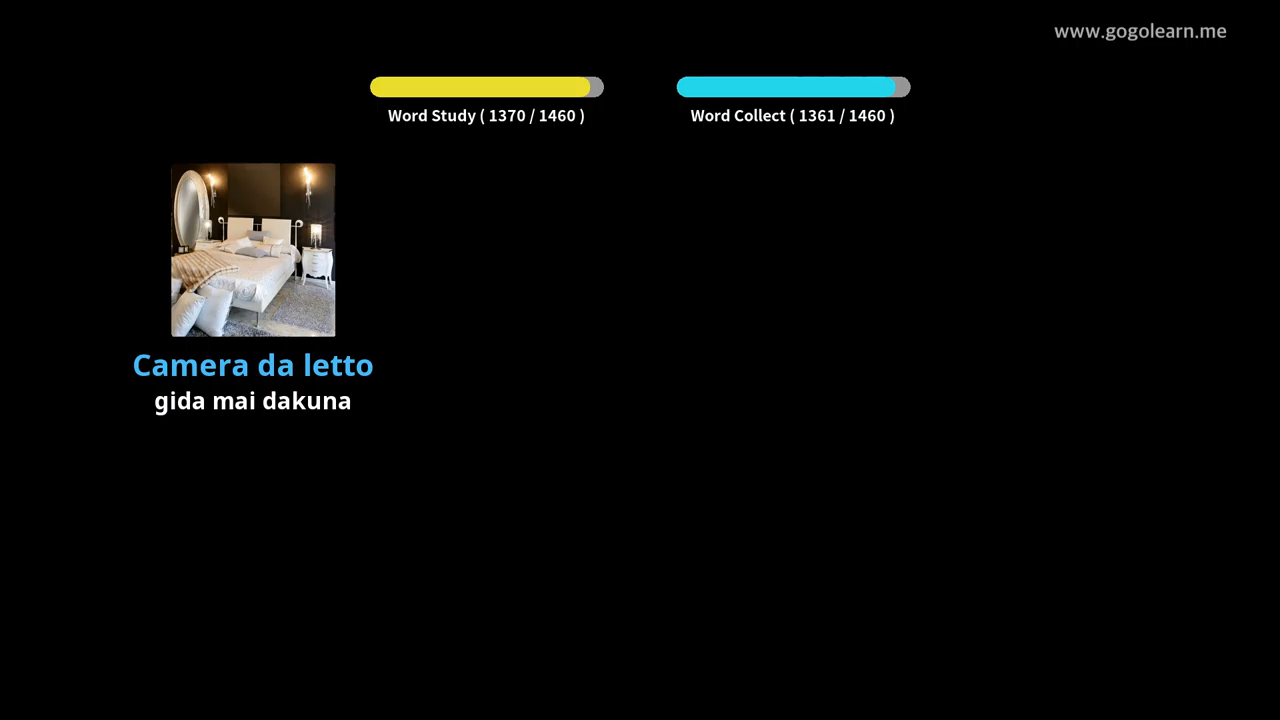 www.gogolearn.me
Word Study ( 1370 / 1460 )
Word Collect ( 1361 / 1460 )
Camera da letto
gida mai dakuna